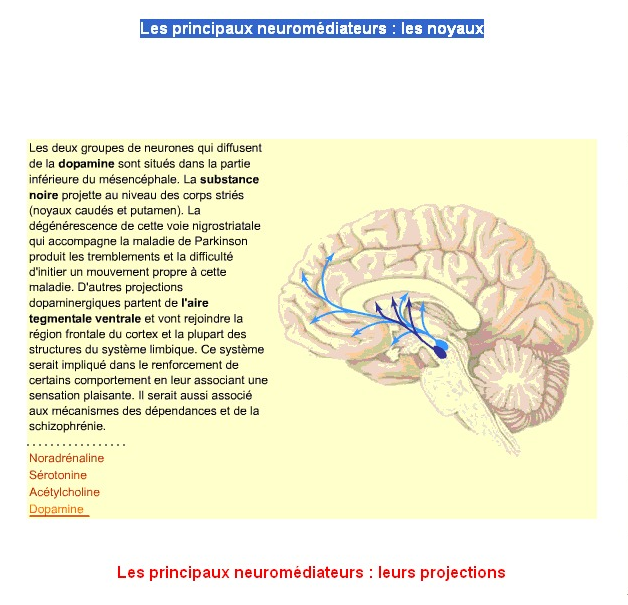 Les principaux neuromédiateurs : les noyaux
Les deux groupes de neurones qui diffusent
de la dopamine sont situés dans la partie
inférieure du mésencéphale. La substance
noire projette au niveau des corps striés
(noyaux caudés et putamen). La
dégénérescence de cette voie nigrostriatale
qui accompagne la maladie de Parkinson
produit les tremblements et la difficulté
d'initier un mouvement propre à cette
maladie. D'autres projections
dopaminergiques partent de l'aire
tegmentale ventrale et vont rejoindre la
région frontale du cortex et la plupart des
structures du système limbique. Ce système
serait impliqué dans le renforcement de
certains comportement en leur associant une
sensation plaisante. Il serait aussi associé
aux mécanismes des dépendances et de la
schizophrénie.
Noradrénaline
Sérotonine
Acétylcholine
Dopamine
Les principaux neuromédiateurs : leurs projections